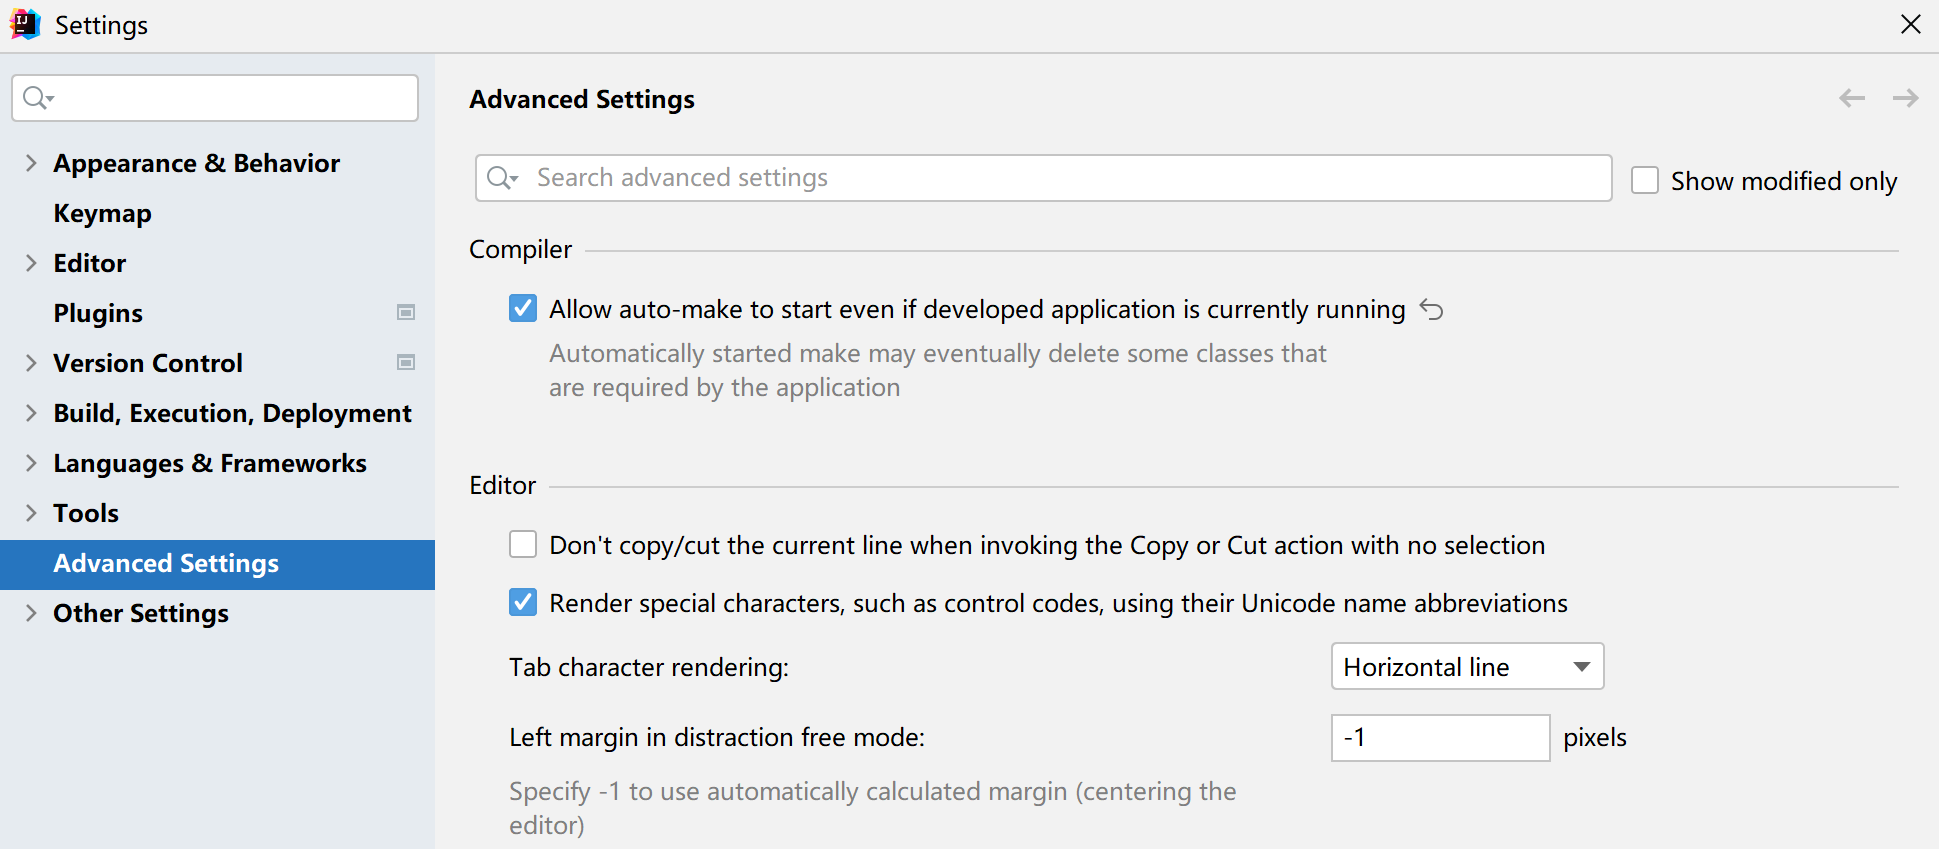 IJ
Settings
Appearance & Behavior
Keymap
Editor
Plugins
Version Control
Build, Execution, Deployment
Languages & Frameworks
Tools
Advanced Settings
Other Settings
Advanced Settings
Search advanced settings
Show modified only
Compiler
Allow auto-make to start even if developed application is currently running
Automatically started make may eventually delete some classes that
are required by the application
Editor
Don't copy/cut the current line when invoking the Copy or Cut action with no selection
Render special characters, such as control codes, using their Unicode name abbreviations
Tab character rendering: Horizontal line
Left margin in distraction free mode: -1 pixels
Specify -1 to use automatically calculated margin (centering the
editor)